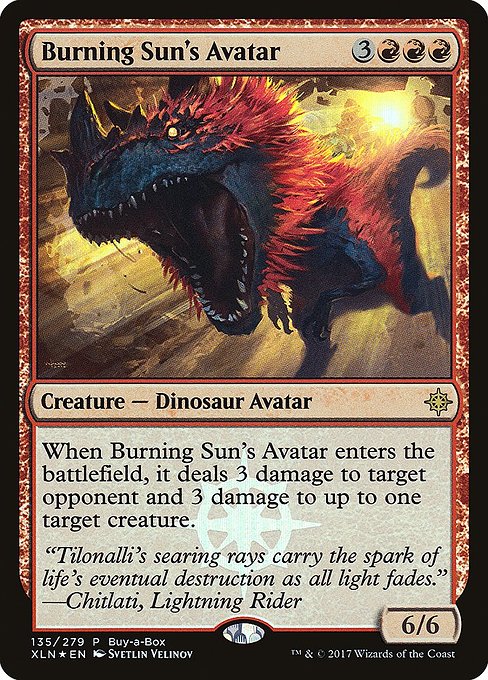 Burning Sun's Avatar 3
Creature — Dinosaur Avatar
When Burning Sun's Avatar enters the
battlefield, it deals 3 damage to target
opponent and 3 damage to up to one
target creature.
“Tilonalli's searing rays carry the spark of
life's eventual destruction as all light fades.”
—Chitlati, Lightning Rider
6/6
135/279 P Buy-a-Box
XLN★EN Svetlin Velinov
™ & © 2017 Wizards of the Coast